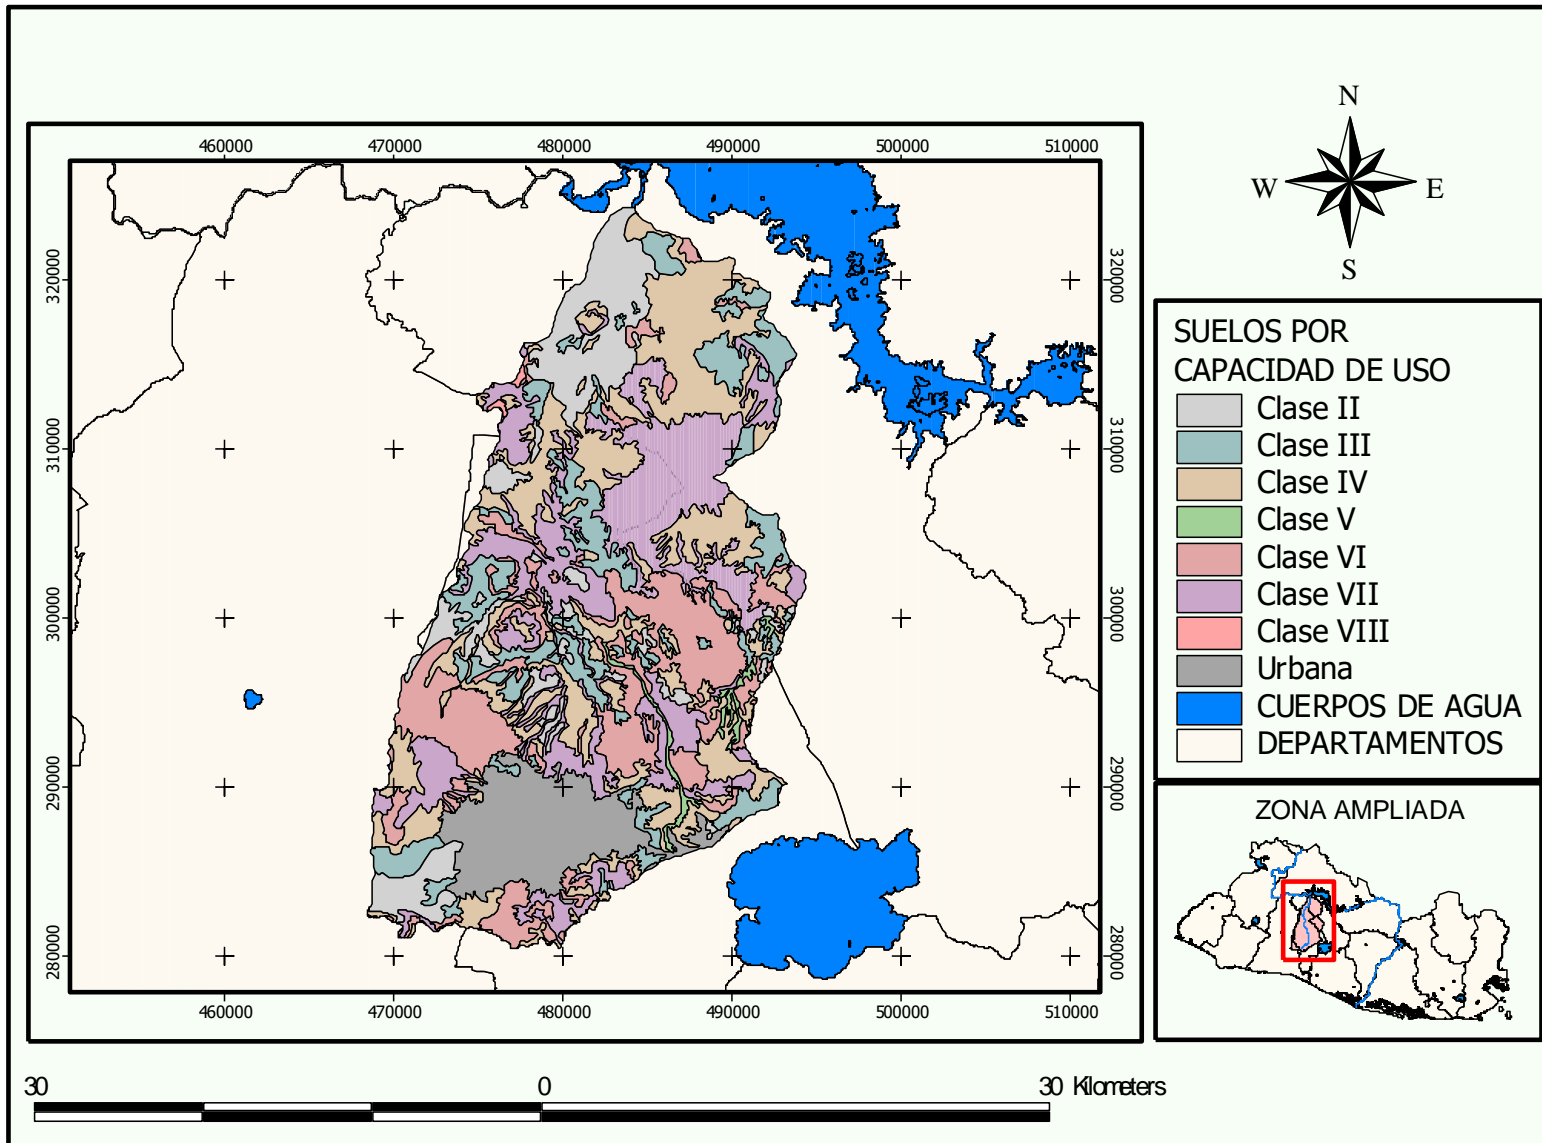 N
W E
S
460000 470000 480000 490000 500000 510000
320000 320000
310000 310000
300000 300000
290000 290000
280000 280000
460000 470000 480000 490000 500000 510000
SUELOS POR
CAPACIDAD DE USO
Clase II
Clase III
Clase IV
Clase V
Clase VI
Clase VII
Clase VIII
Urbana
CUERPOS DE AGUA
DEPARTAMENTOS
ZONA AMPLIADA
30 0 30 Kilometers